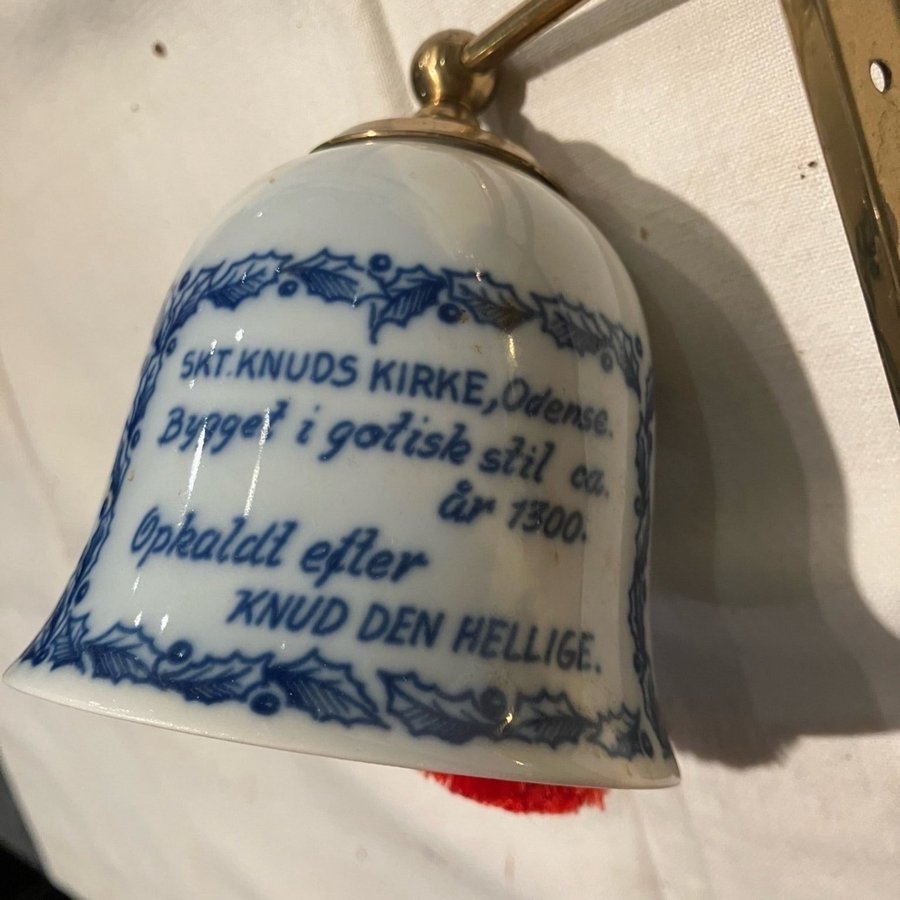 SKT. KNUDS KIRKE, Odense.
Bygget i gotisk stil ca.
år 1300.
Opkaldt efter
KNUD DEN HELLIGE.